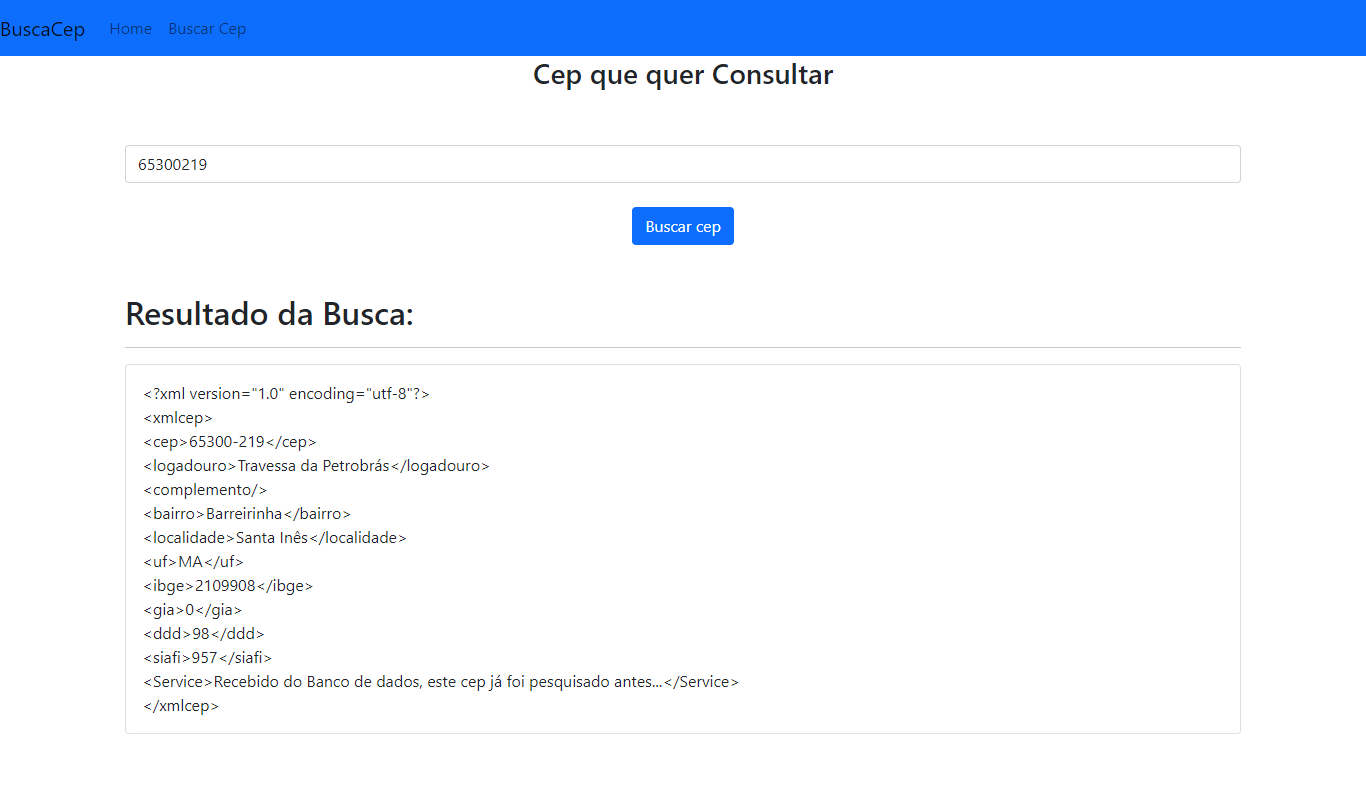 BuscaCep Home Buscar Cep
Cep que quer Consultar
65300219
Buscar cep
Resultado da Busca:
<?xml version="1.0" encoding="utf-8"?>
<xmlcep>
<cep>65300-219</cep>
<logadouro>Travessa da Petrobrás</logadouro>
<complemento/>
<bairro>Barreirinha</bairro>
<localidade>Santa Inês</localidade>
<uf>MA</uf>
<ibge>2109908</ibge>
<gia>0</gia>
<ddd>98</ddd>
<siafi>957</siafi>
<Service>Recebido do Banco de dados, este cep já foi pesquisado antes...</Service>
</xmlcep>